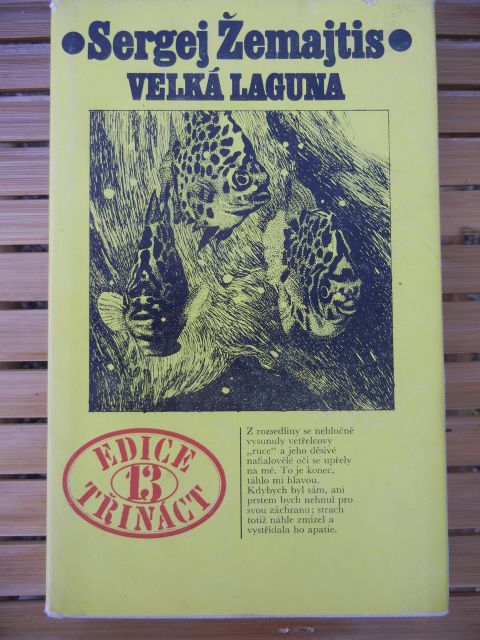 •Sergej Žemajtis•
VELKÁ LAGUNA
EDICE
13
TŘINÁCT
Z rozsedliny se nehlučně
vysunuly vetřelcovy
„ruce“ a jeho děsivé
nafialovělé oči se upřely
na mě. To je konec,
táhlo mi hlavou.
Kdybych byl sám, ani
prstem bych nehnul pro
svou záchranu; strach
totiž náhle zmizel a
vystřídala ho apatie.